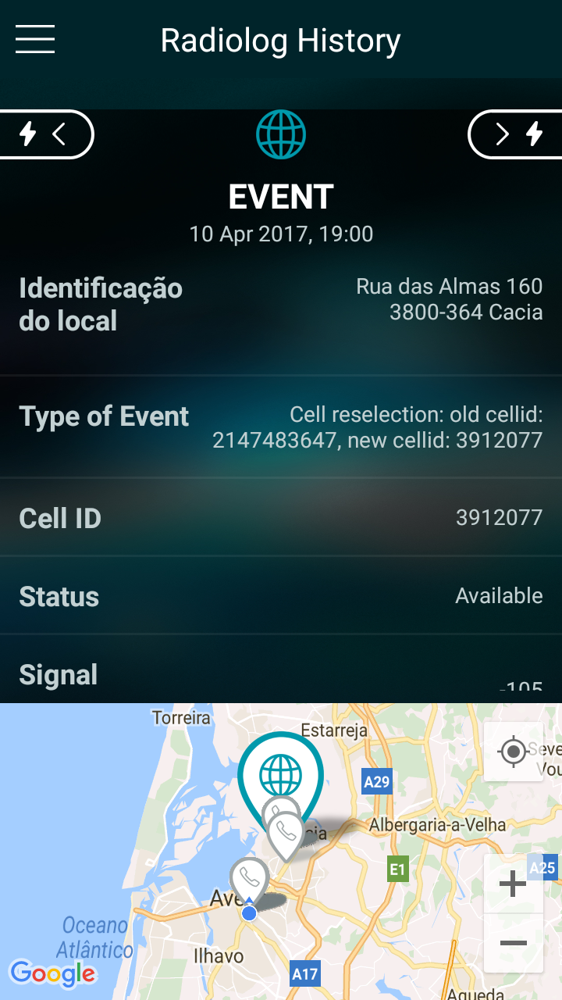 Radiolog History
EVENT
10 Apr 2017, 19:00
Identificação
do local
Rua das Almas 160
3800-364 Cacia
Type of Event
Cell reselection: old cellid:
2147483647, new cellid: 3912077
Cell ID
3912077
Status
Available
Signal
-105
Torreira
Estarreja
Seve
Vou
A29
cia
Albergaria-a-Velha
E1
A25
Ave
Oceano
Atlântico
Ilhavo
Google
A17
Agueda